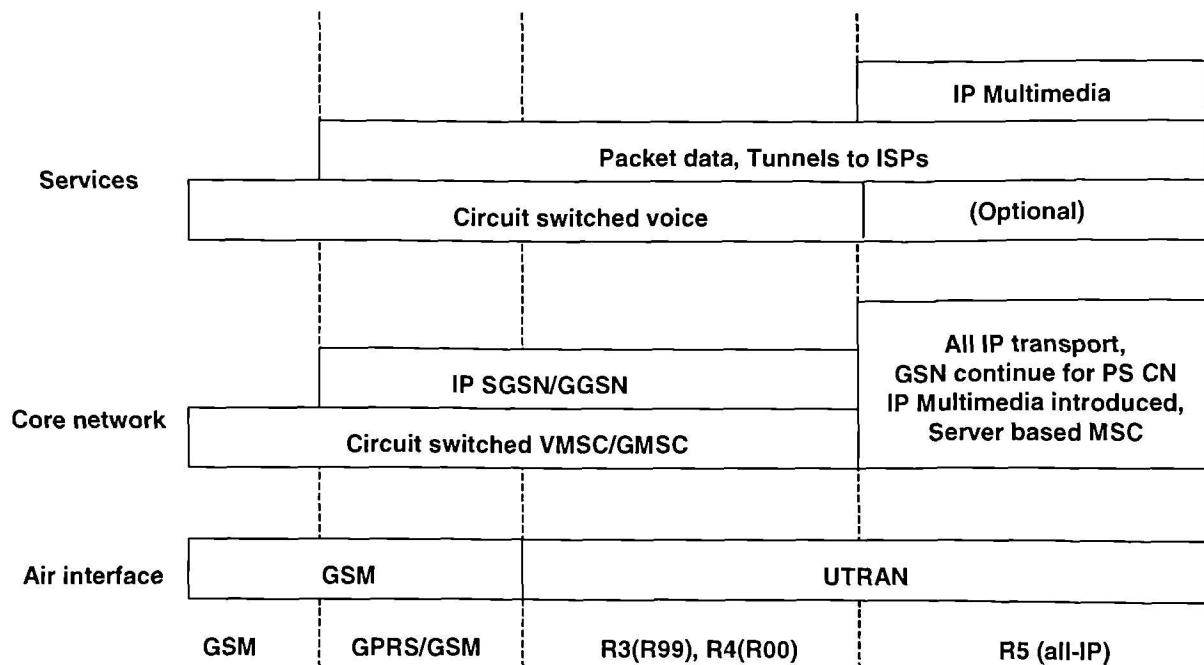 IP Multimedia
Services
Packet data, Tunnels to ISPs
Circuit switched voice
(Optional)
Core network
IP SGSN/GGSN
Circuit switched VMSC/GMSC
All IP transport,
GSN continue for PS CN
IP Multimedia introduced,
Server based MSC
Air interface
GSM
UTRAN
GSM
GPRS/GSM
R3(R99), R4(R00)
R5 (all-IP)